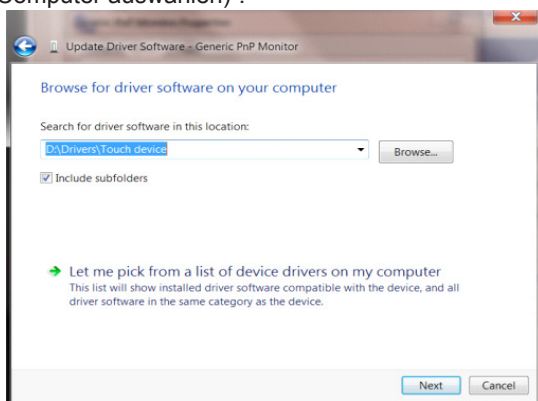 Computer auswählen) .
Update Driver Software - Generic PnP Monitor
Browse for driver software on your computer
Search for driver software in this location:
D:\Drivers\Touch device
Browse...
Include subfolders
Let me pick from a list of device drivers on my computer
This list will show installed driver software compatible with the device, and all
driver software in the same category as the device.
Next Cancel